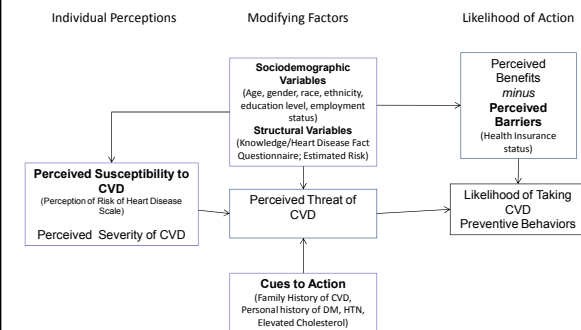 Individual Perceptions
Modifying Factors
Likelihood of Action
Sociodemographic
Variables
(Age, gender, race, ethnicity,
education level, employment
status)
Structural Variables
(Knowledge/Heart Disease Fact
Questionnaire; Estimated Risk)
Perceived
Benefits
minus
Perceived
Barriers
(Health Insurance
status)
Perceived Susceptibility to
CVD
(Perception of Risk of Heart Disease
Scale)
Perceived Severity of CVD
Perceived Threat of
CVD
Likelihood of Taking
CVD
Preventive Behaviors
Cues to Action
(Family History of CVD,
Personal history of DM, HTN,
Elevated Cholesterol)